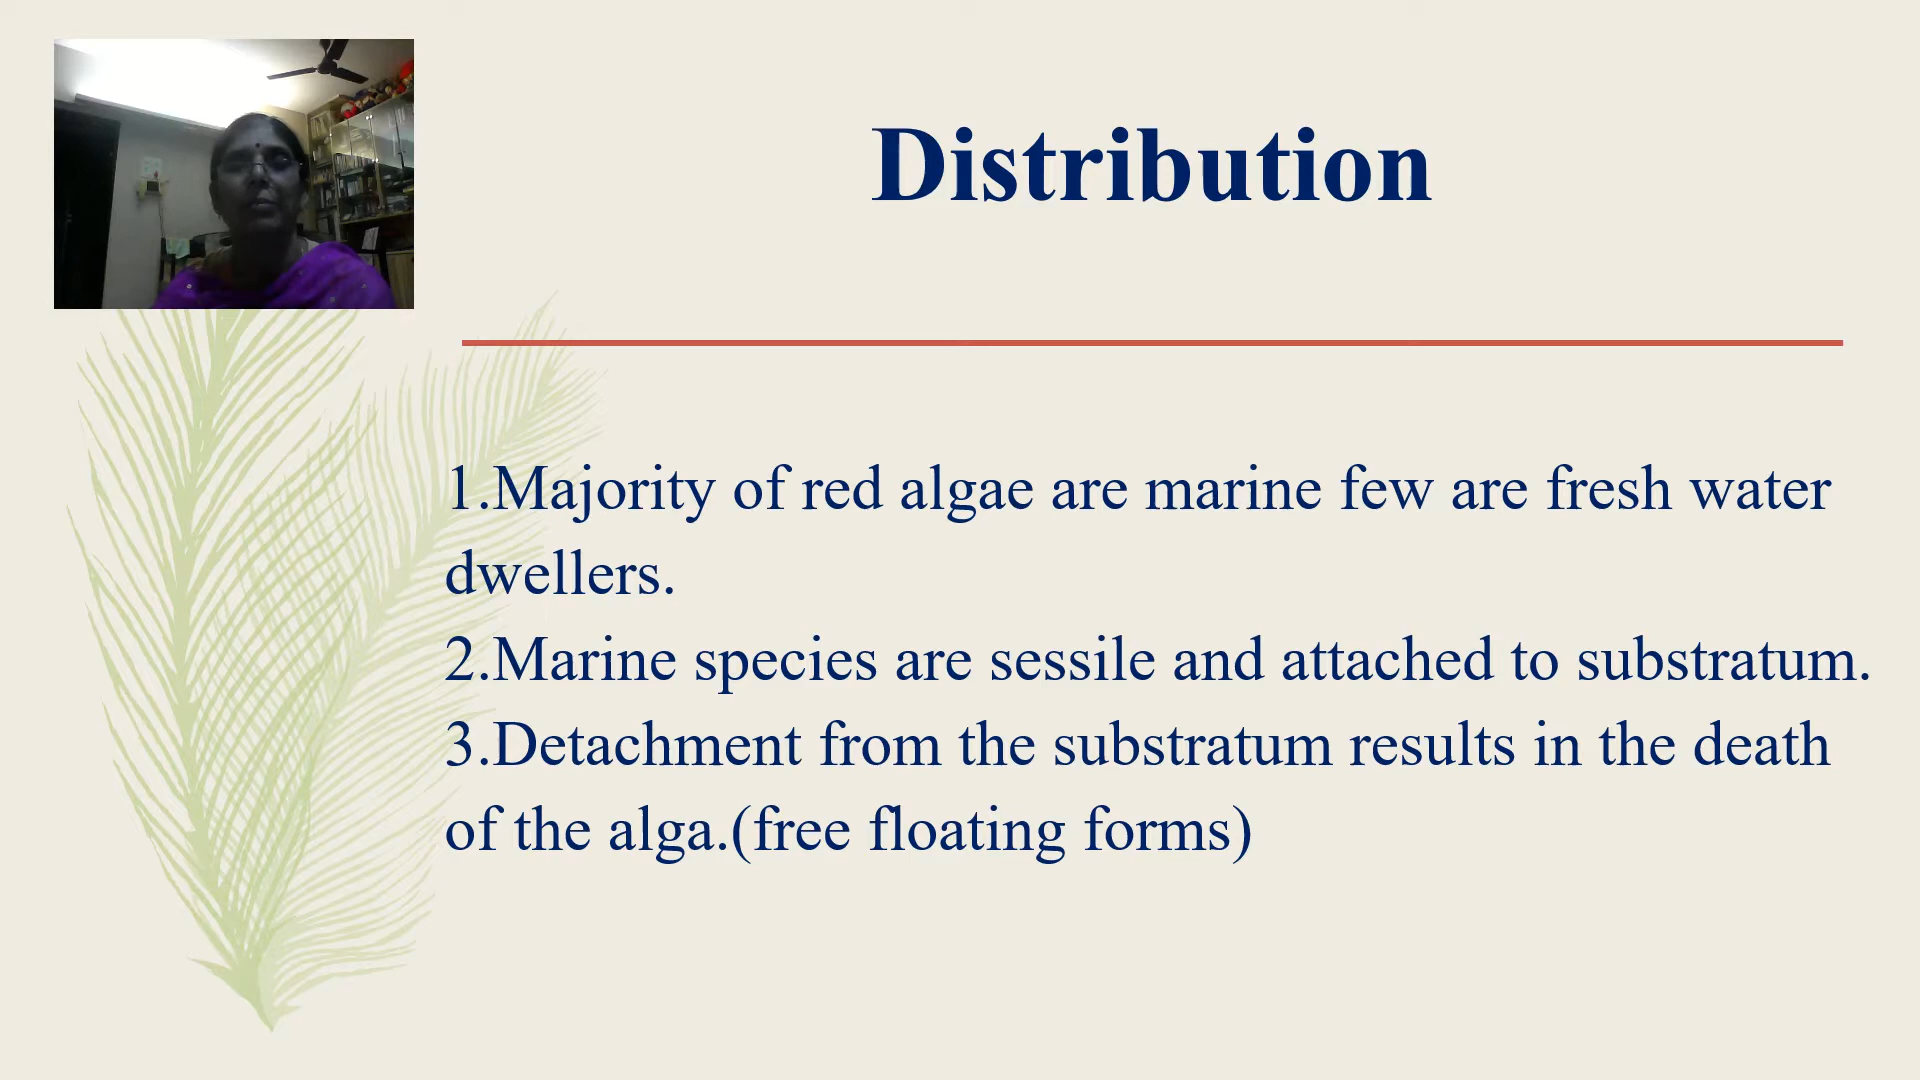 Distribution
1.Majority of red algae are marine few are fresh water
dwellers.
2.Marine species are sessile and attached to substratum.
3.Detachment from the substratum results in the death
of the alga.(free floating forms)